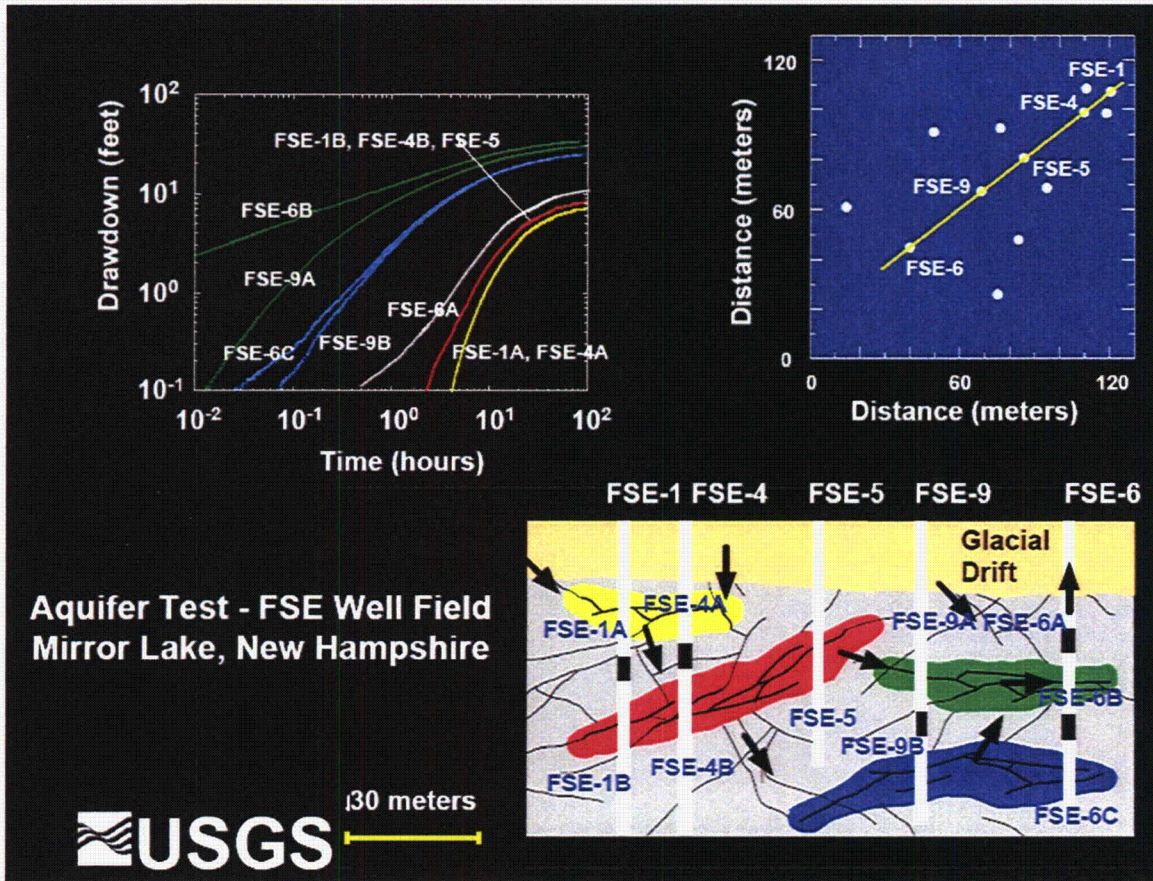 10²
10¹
10⁰
10⁻¹
10⁻²
10⁻¹
10⁰
10¹
10²
Drawdown (feet)
Time (hours)
FSE-1B, FSE-4B, FSE-5
FSE-6B
FSE-9A
FSE-6A
FSE-6C
FSE-9B
FSE-1A, FSE-4A
120
60
0
0
60
120
Distance (meters)
Distance (meters)
FSE-1
FSE-4
FSE-5
FSE-9
FSE-6
FSE-1 FSE-4 FSE-5 FSE-9 FSE-6
Glacial
Drift
FSE-4A
FSE-1A
FSE-9A
FSE-6A
FSE-6B
FSE-5
FSE-9B
FSE-4B
FSE-1B
FSE-6C
Aquifer Test - FSE Well Field
Mirror Lake, New Hampshire
30 meters
USGS